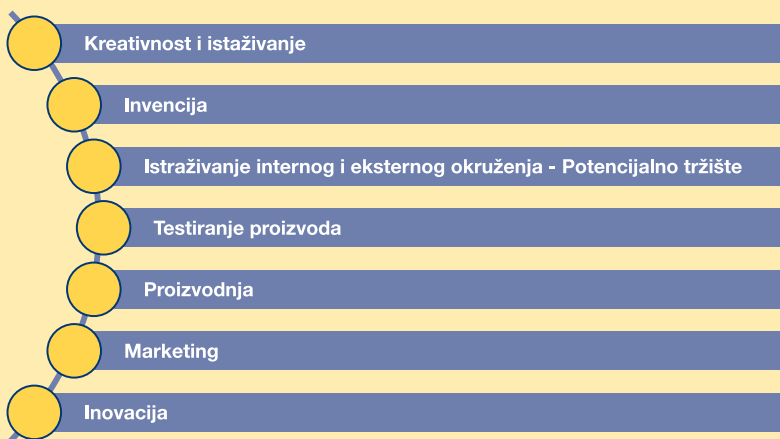 Kreativnost i istaživanje
Invencija
Istraživanje internog i eksternog okruženja - Potencijalno tržište
Testiranje proizvoda
Proizvodnja
Marketing
Inovacija